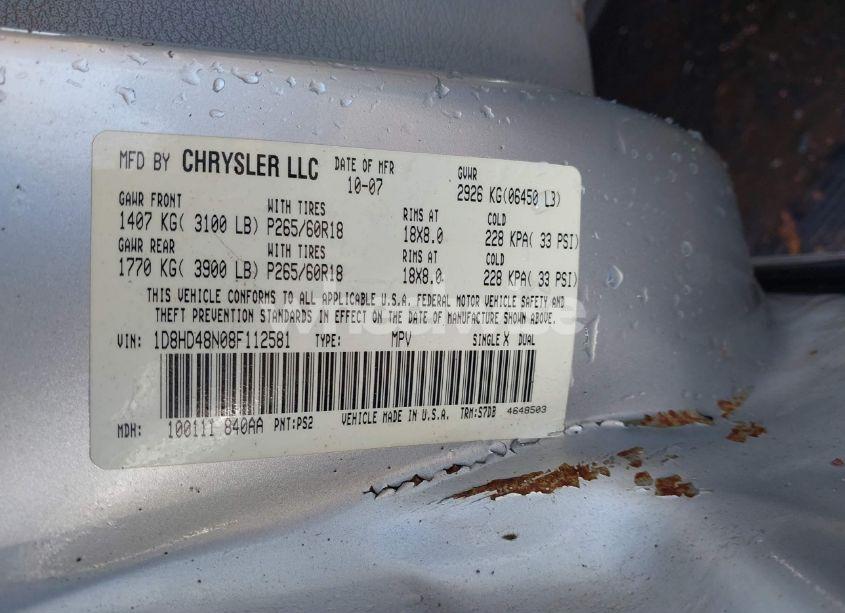 MFD BY CHRYSLER LLC DATE OF MFR 10-07 GVWR 2926 KG(06450 LB)
GAWR FRONT WITH TIRES RIMS AT COLD
1407 KG( 3100 LB) P265/60R18 18X8.0 228 KPA( 33 PSI)
GAWR REAR WITH TIRES RIMS AT COLD
1770 KG( 3900 LB) P265/60R18 18X8.0 228 KPA( 33 PSI)
THIS VEHICLE CONFORMS TO ALL APPLICABLE U.S.A. FEDERAL MOTOR VEHICLE SAFETY AND
THEFT PREVENTION STANDARDS IN EFFECT ON THE DATE OF MANUFACTURE SHOWN ABOVE.
VIN: 1D8HD48N08F112581 TYPE: MPV SINGLE X DUAL
MDH: 100111 840AA PNT:PS2 VEHICLE MADE IN U.S.A. TRM:S7DB 4648503